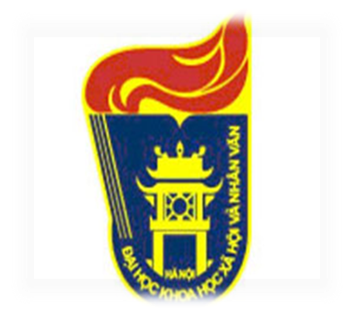 ĐẠI HỌC KHOA HỌC XÃ HỘI VÀ NHÂN VĂN
HÀ NỘI